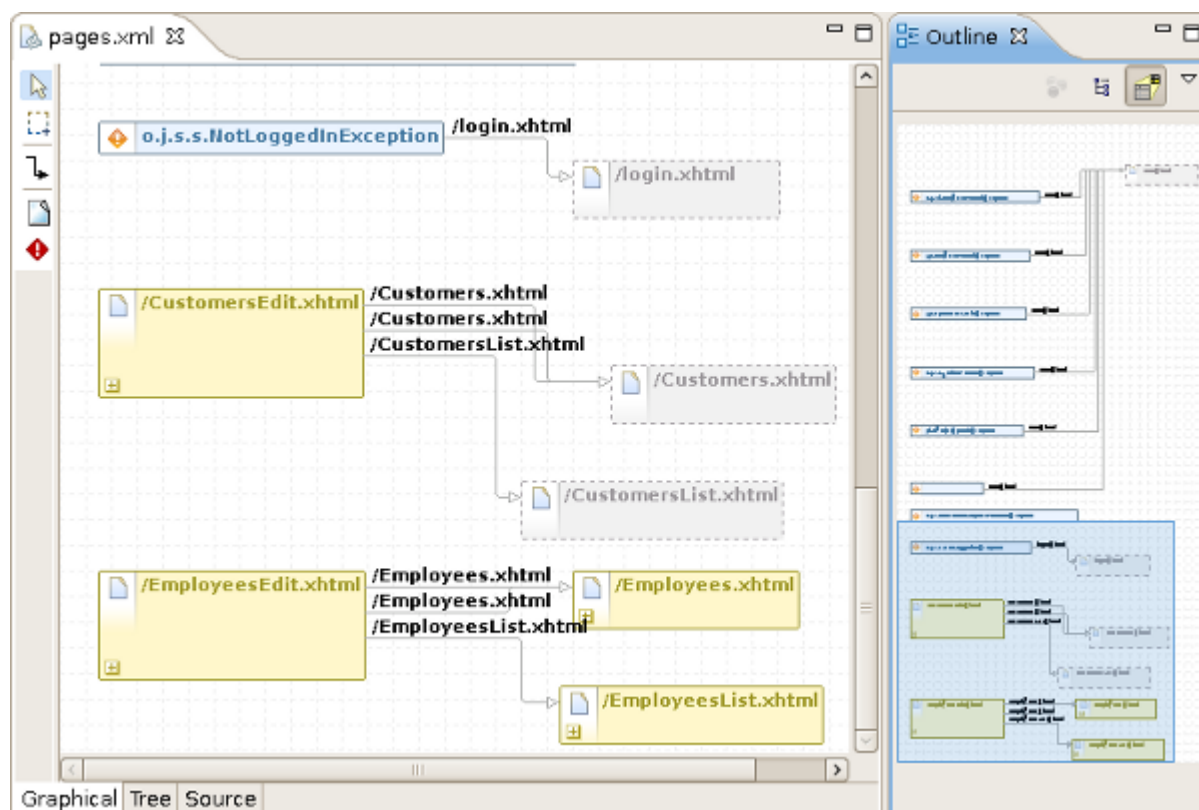 pages.xml
Outline
o.j.s.s.NotLoggedInException
/login.xhtml
/login.xhtml
/CustomersEdit.xhtml
/Customers.xhtml
/Customers.xhtml
/CustomersList.xhtml
/Customers.xhtml
/CustomersList.xhtml
/EmployeesEdit.xhtml
/Employees.xhtml
/Employees.xhtml
/EmployeesList.xhtml
/Employees.xhtml
/EmployeesList.xhtml
Graphical Tree Source